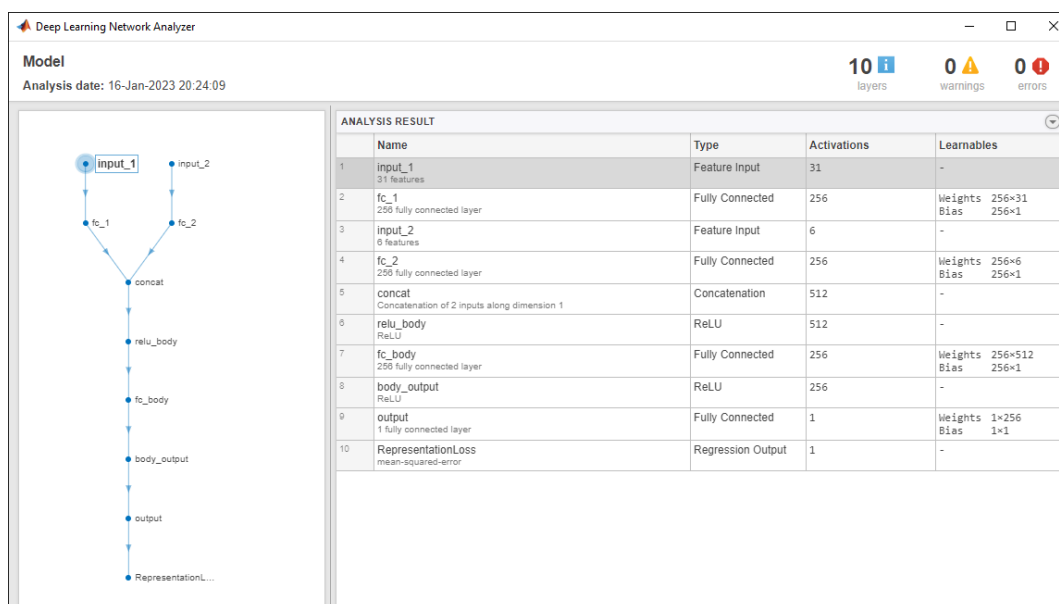 Deep Learning Network Analyzer
Model
Analysis date: 16-Jan-2023 20:24:09
10 i
layers
0
warnings
0
errors
input_1
input_2
fc_1
fc_2
concat
relu_body
fc_body
body_output
output
RepresentationL...
ANALYSIS RESULT
Name Type Activations Learnables
1 input_1 Feature Input 31 -
31 features
2 fc_1 Fully Connected 256 Weights 256×31
256 fully connected layer Bias 256×1
3 input_2 Feature Input 6 -
6 features
4 fc_2 Fully Connected 256 Weights 256×6
256 fully connected layer Bias 256×1
5 concat Concatenation 512 -
Concatenation of 2 inputs along dimension 1
6 relu_body ReLU 512 -
ReLU
7 fc_body Fully Connected 256 Weights 256×512
256 fully connected layer Bias 256×1
8 body_output ReLU 256 -
ReLU
9 output Fully Connected 1 Weights 1×256
1 fully connected layer Bias 1×1
10 RepresentationLoss Regression Output 1 -
mean-squared-error